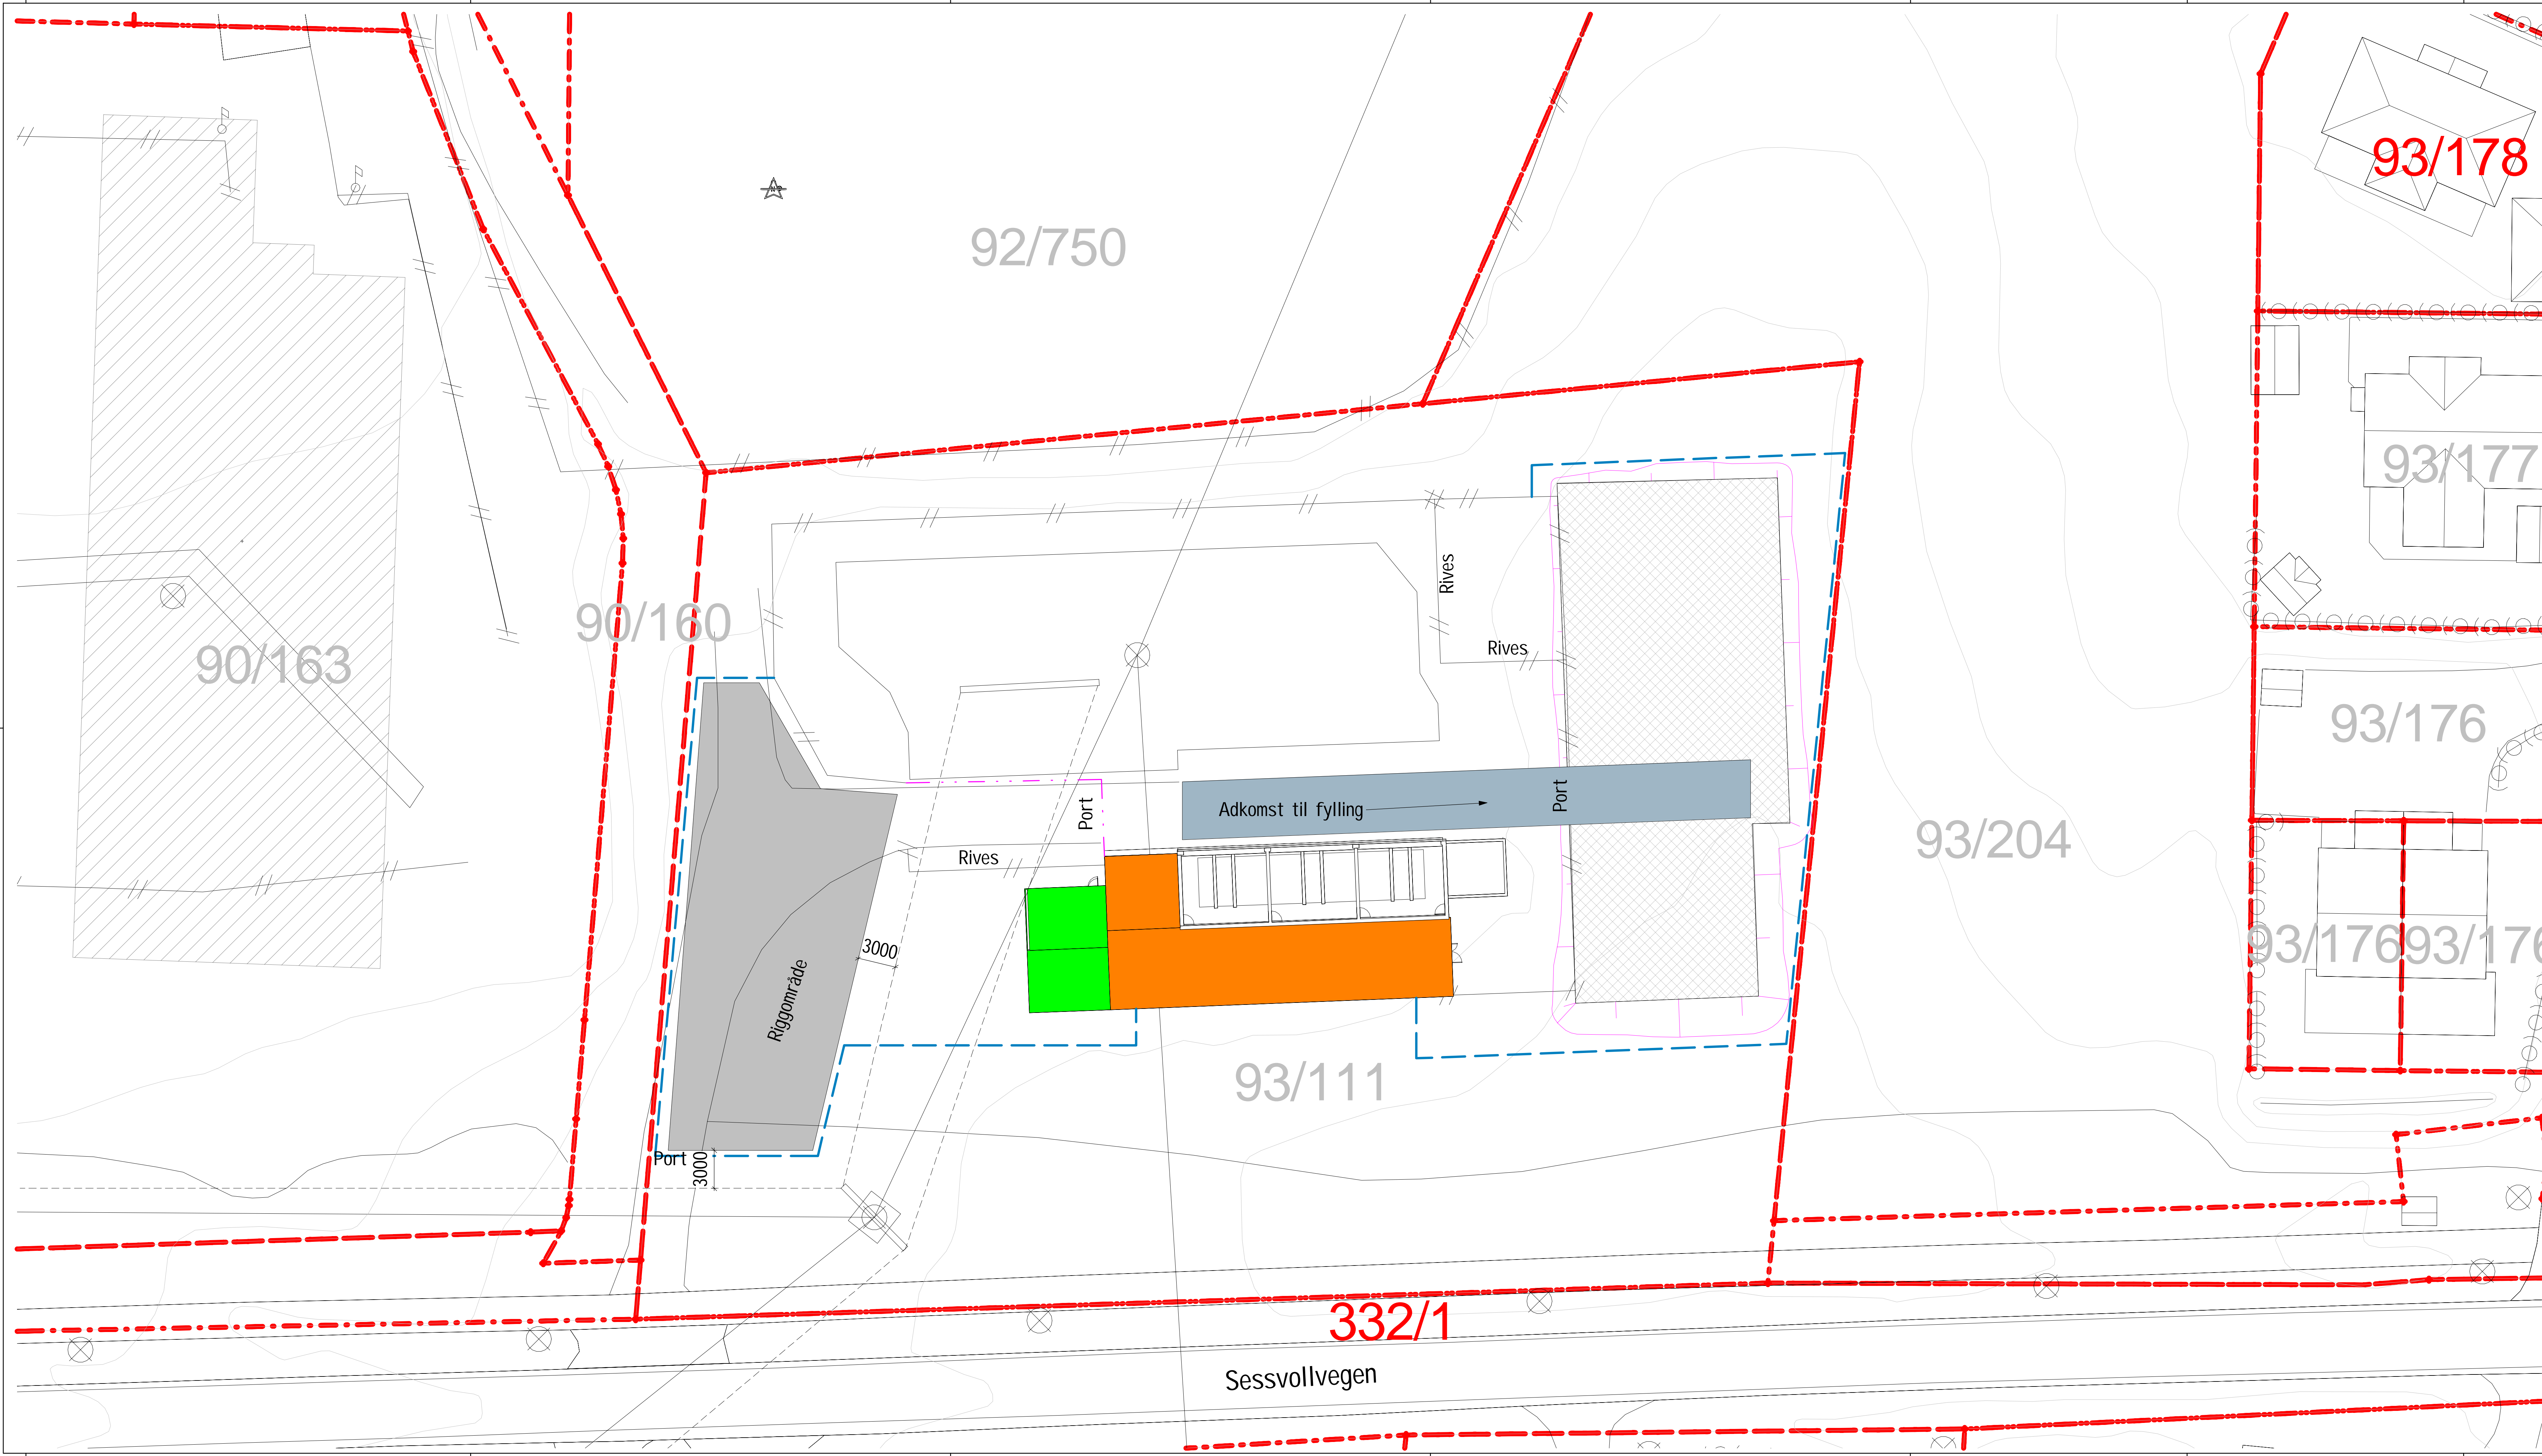 93/178
92/750
93/177
Rives
90/160
Rives
90/163
93/176
Port
Port
Adkomst til fylling
93/204
Rives
3000
93/176
93/176
Riggområde
93/111
Port
3000
332/1
Sessvollvegen